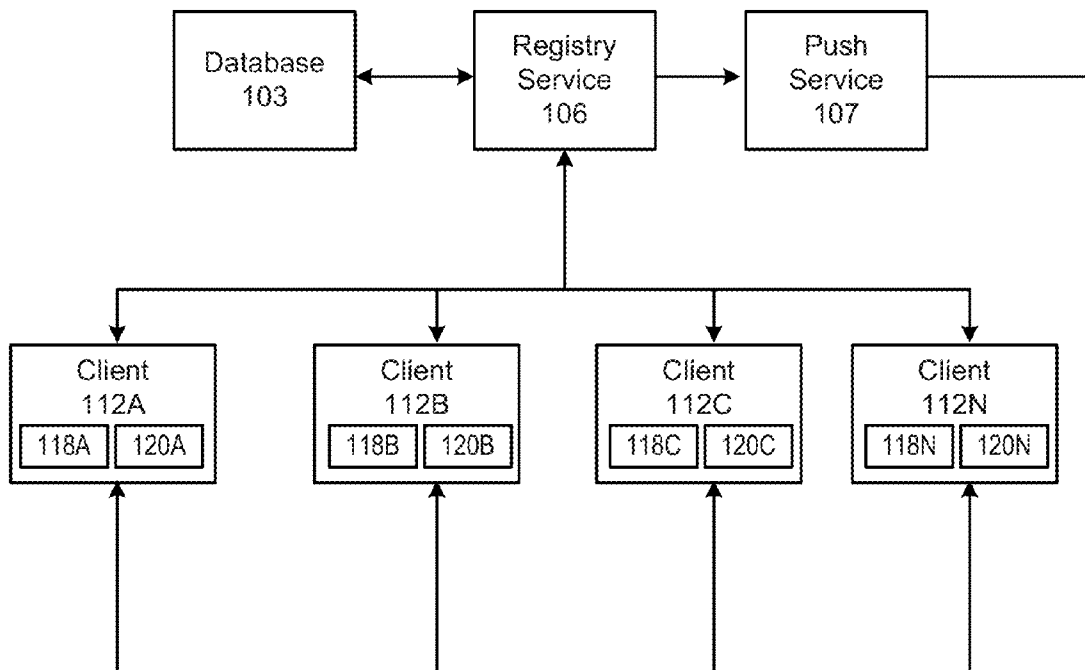 Database
103
Registry
Service
106
Push
Service
107
Client
112A
118A 120A
Client
112B
118B 120B
Client
112C
118C 120C
Client
112N
118N 120N